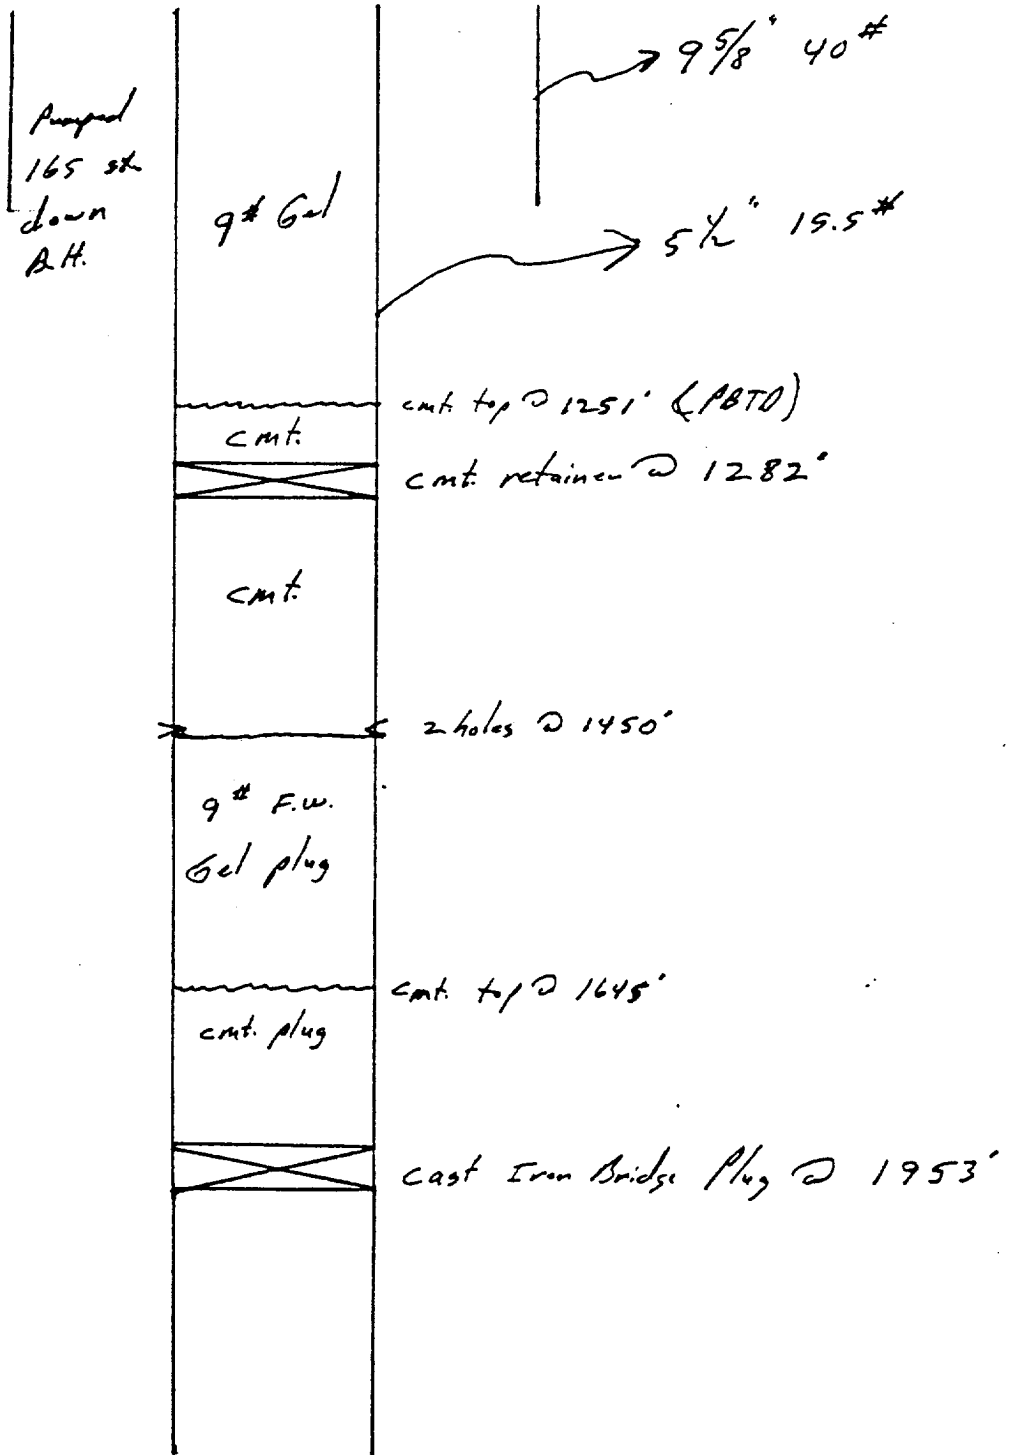 9 5/8" 40#
Pumped
165 sx
down
B.H.
9# Gel
5 1/2" 15.5#
cmt. top @ 1251' (PBTD)
cmt.
cmt. retainer @ 1282'
cmt.
2 holes @ 1450'
9# F.W.
Gel plug
cmt. top @ 1645'
cmt. plug
Cast Iron Bridge Plug @ 1953'